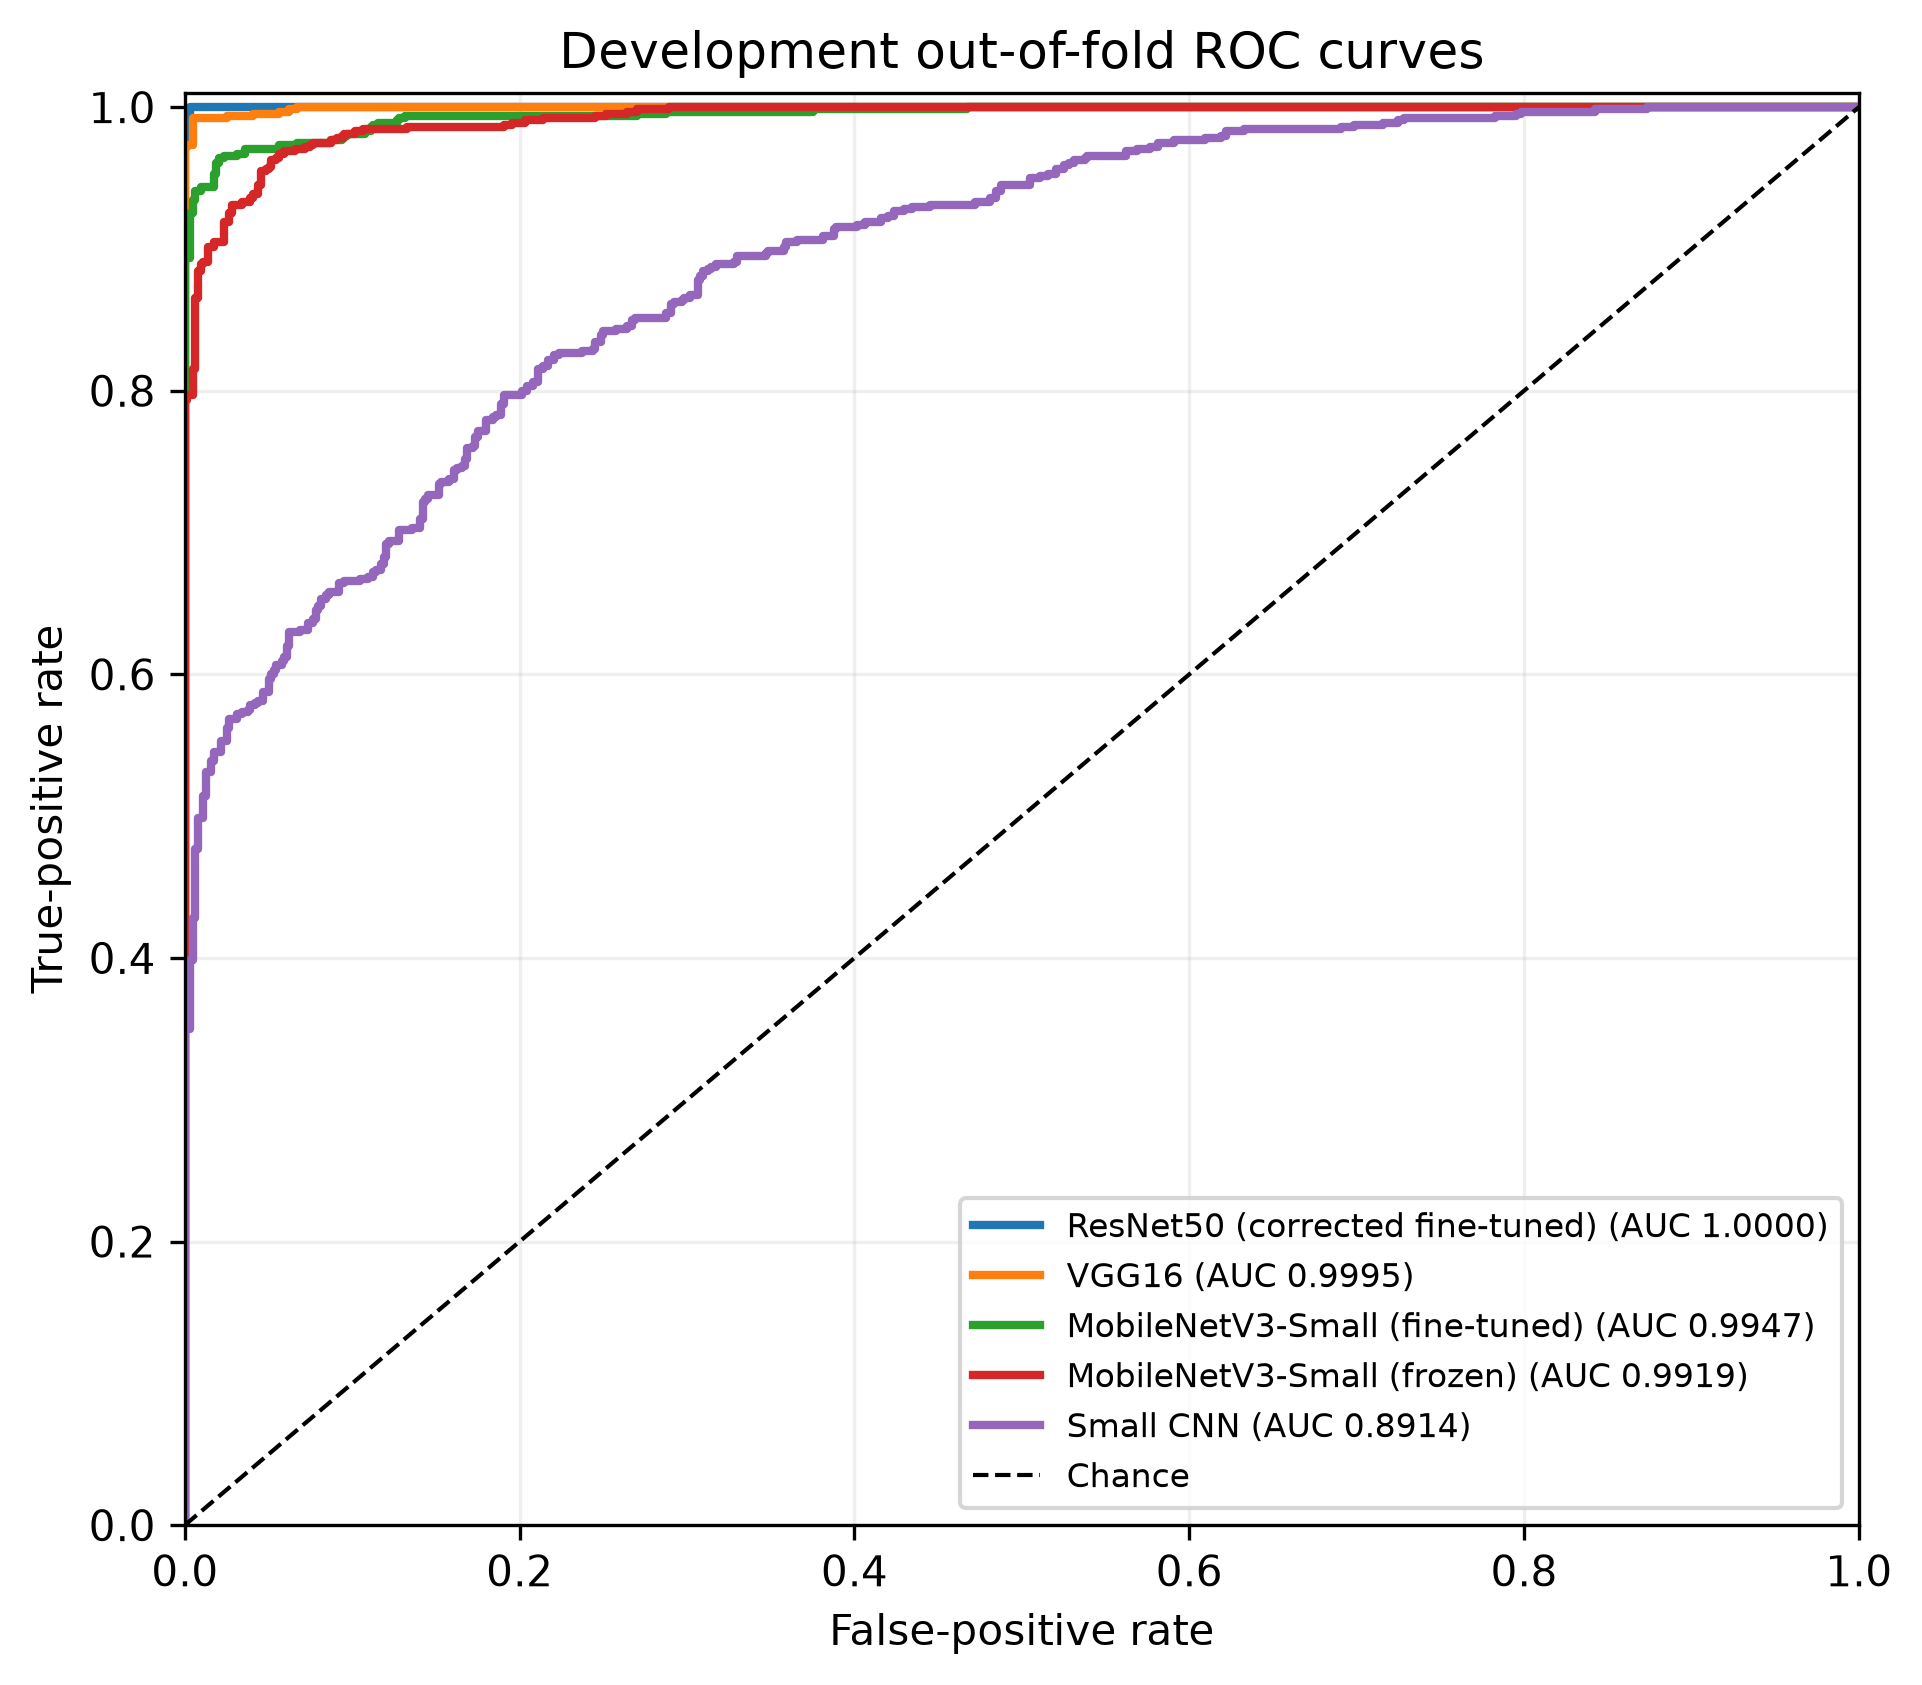 Development out-of-fold ROC curves
True-positive rate
1.0
0.8
0.6
0.4
0.2
0.0
0.0 0.2 0.4 0.6 0.8 1.0
False-positive rate
ResNet50 (corrected fine-tuned) (AUC 1.0000)
VGG16 (AUC 0.9995)
MobileNetV3-Small (fine-tuned) (AUC 0.9947)
MobileNetV3-Small (frozen) (AUC 0.9919)
Small CNN (AUC 0.8914)
Chance